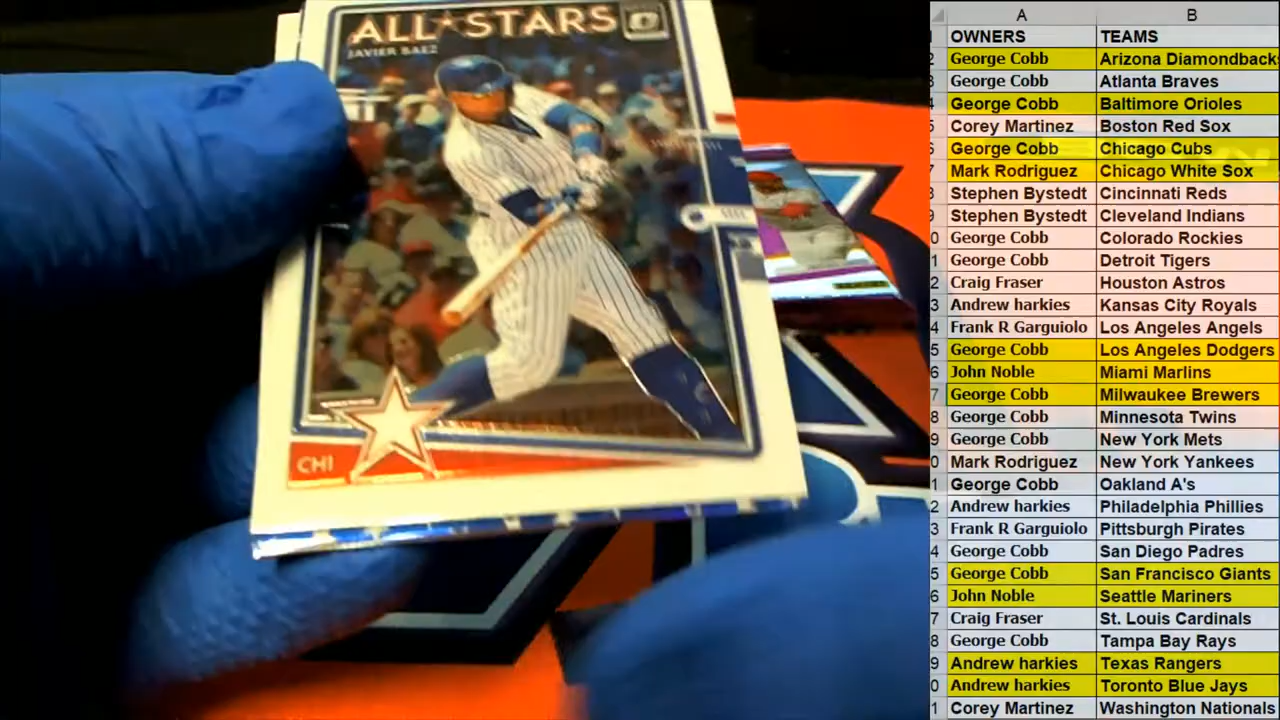 ALL STARS
JAVIER BAEZ
CHI
A B
OWNERS TEAMS
George Cobb Arizona Diamondback
George Cobb Atlanta Braves
George Cobb Baltimore Orioles
Corey Martinez Boston Red Sox
George Cobb Chicago Cubs
Mark Rodriguez Chicago White Sox
Stephen Bystedt Cincinnati Reds
Stephen Bystedt Cleveland Indians
George Cobb Colorado Rockies
George Cobb Detroit Tigers
Craig Fraser Houston Astros
Andrew harkies Kansas City Royals
Frank R Garguiolo Los Angeles Angels
George Cobb Los Angeles Dodgers
John Noble Miami Marlins
George Cobb Milwaukee Brewers
George Cobb Minnesota Twins
George Cobb New York Mets
Mark Rodriguez New York Yankees
George Cobb Oakland A's
Andrew harkies Philadelphia Phillies
Frank R Garguiolo Pittsburgh Pirates
George Cobb San Diego Padres
George Cobb San Francisco Giants
John Noble Seattle Mariners
Craig Fraser St. Louis Cardinals
George Cobb Tampa Bay Rays
Andrew harkies Texas Rangers
Andrew harkies Toronto Blue Jays
Corey Martinez Washington Nationals